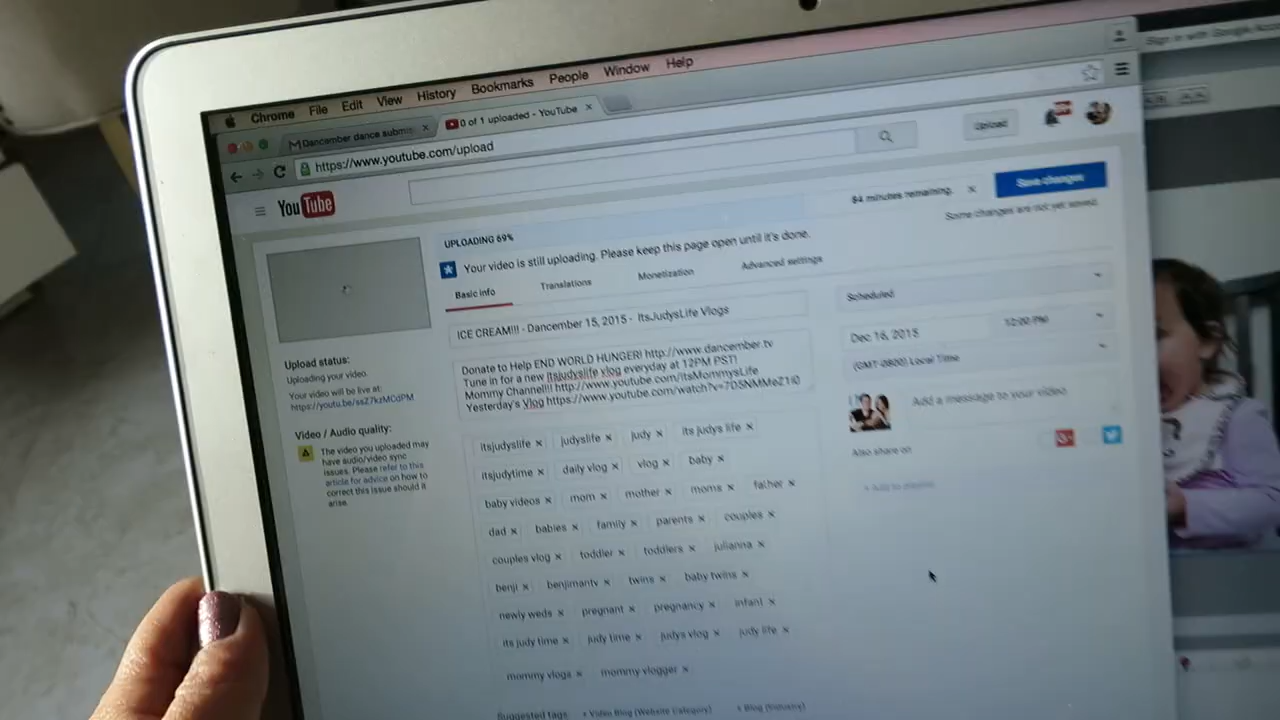 Chrome File Edit View History Bookmarks People Window Help
Dancember dance submis
0 of 1 uploaded - YouTube
https://www.youtube.com/upload
YouTube
Upload
84 minutes remaining.
Save changes
UPLOADING 69%
Some changes are not yet saved.
Your video is still uploading. Please keep this page open until it's done.
Basic info Translations Monetization Advanced settings
Upload status:
Uploading your video.
Your video will be live at:
https://youtu.be/ssZ7kzMCdPM
Video / Audio quality:
The video you uploaded may
have audio/video sync
issues. Please refer to this
article for advice on how to
correct this issue should it
arise.
ICE CREAM!!! - Dancember 15, 2015 - ItsJudysLife Vlogs
Donate to Help END WORLD HUNGER! http://www.dancember.tv
Tune in for a new itsjudyslife vlog everyday at 12PM PST!
Mommy Channel!!! http://www.youtube.com/itsMommysLife
Yesterday's Vlog https://www.youtube.com/watch?v=7D5NMMeZ1i0
itsjudyslife × judyslife × judy × its judys life ×
itsjudytime × daily vlog × vlog × baby ×
baby videos × mom × mother × moms × father ×
dad × babies × family × parents × couples ×
couples vlog × toddler × toddlers × julianna ×
benji × benjimantv × twins × baby twins ×
newly weds × pregnant × pregnancy × infant ×
its judy time × judy time × judys vlog × judy life ×
mommy vlogs × mommy vlogger ×
Suggested tags: + Video Blog (Website Category) + Blog (Industry)
Scheduled
Dec 16, 2015 12:00 PM
(GMT-0800) Local Time
Add a message to your video
Also share on
+ Add to playlist
Sign in with Google